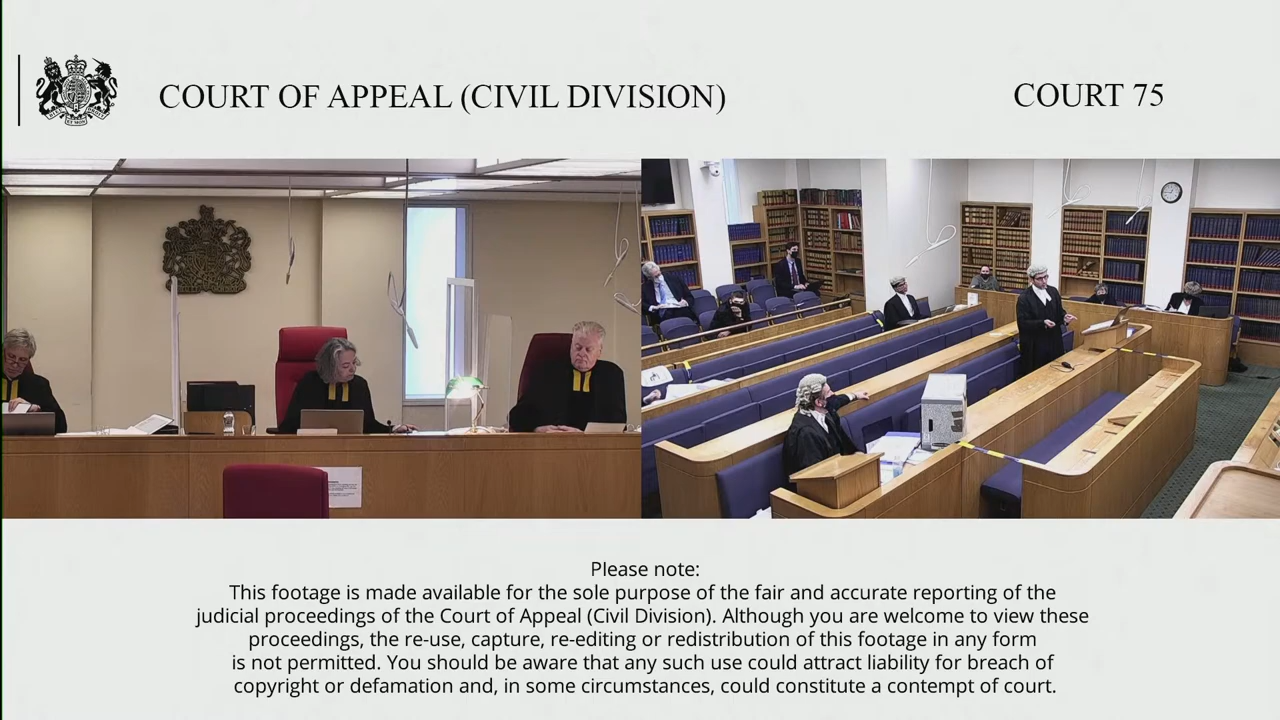 COURT OF APPEAL (CIVIL DIVISION)
COURT 75
Please note:
This footage is made available for the sole purpose of the fair and accurate reporting of the
judicial proceedings of the Court of Appeal (Civil Division). Although you are welcome to view these
proceedings, the re-use, capture, re-editing or redistribution of this footage in any form
is not permitted. You should be aware that any such use could attract liability for breach of
copyright or defamation and, in some circumstances, could constitute a contempt of court.